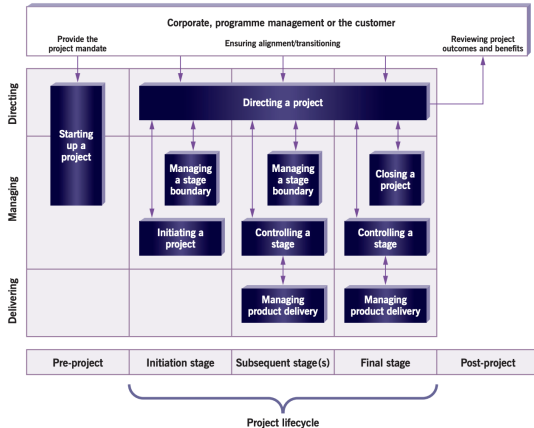 Corporate, programme management or the customer
Provide the
project mandate
Ensuring alignment/transitioning
Reviewing project
outcomes and benefits
Directing
Directing a project
Starting
up a
project
Managing
Managing
a stage
boundary
Managing
a stage
boundary
Closing a
project
Initiating a
project
Controlling a
stage
Controlling a
stage
Delivering
Managing
product delivery
Managing
product delivery
Pre-project
Initiation stage
Subsequent stage(s)
Final stage
Post-project
Project lifecycle